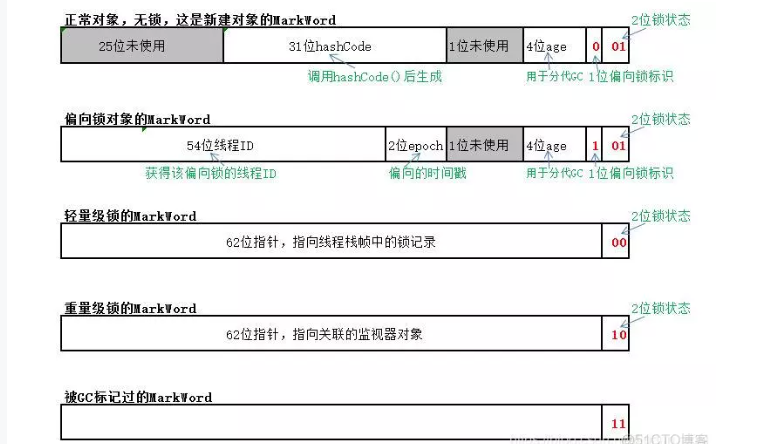 正常对象，无锁，这是新建对象的MarkWord
2位锁状态
25位未使用 31位hashCode 1位未使用 4位age 0 01
调用hashCode()后生成 用于分代GC 1位偏向锁标识
偏向锁对象的MarkWord
2位锁状态
54位线程ID 2位epoch 1位未使用 4位age 1 01
获得该偏向锁的线程ID 偏向的时间戳 用于分代GC 1位偏向锁标识
轻量级锁的MarkWord
2位锁状态
62位指针，指向线程栈帧中的锁记录 00
重量级锁的MarkWord
2位锁状态
62位指针，指向关联的监视器对象 10
被GC标记过的MarkWord
11
@51CTO博客